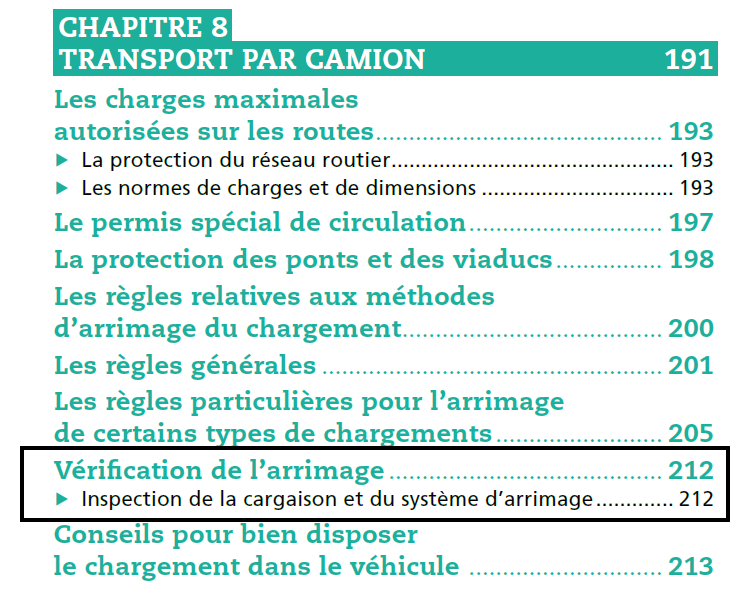 CHAPITRE 8
TRANSPORT PAR CAMION 191
Les charges maximales
autorisées sur les routes....................................... 193
▶ La protection du réseau routier............................................... 193
▶ Les normes de charges et de dimensions ................................ 193
Le permis spécial de circulation.......................... 197
La protection des ponts et des viaducs .............. 198
Les règles relatives aux méthodes
d’arrimage du chargement................................... 200
Les règles générales ............................................. 201
Les règles particulières pour l’arrimage
de certains types de chargements ...................... 205
Vérification de l’arrimage .................................... 212
▶ Inspection de la cargaison et du système d’arrimage............. 212
Conseils pour bien disposer
le chargement dans le véhicule ......................... 213